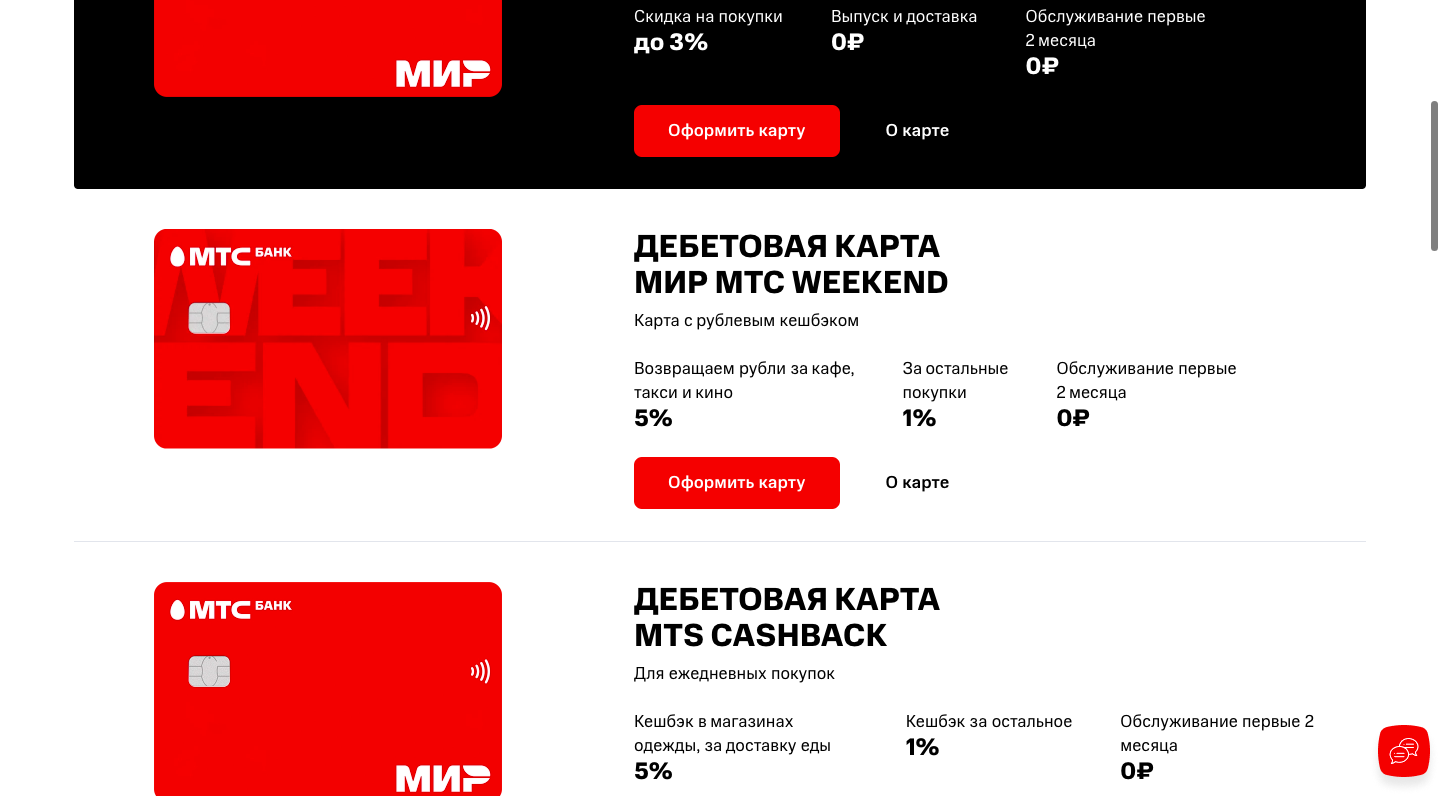 Скидка на покупки
до 3%
Выпуск и доставка
0₽
Обслуживание первые
2 месяца
0₽
МИР
Оформить карту
О карте
МТС БАНК
WEEK
END
ДЕБЕТОВАЯ КАРТА
МИР МТС WEEKEND
Карта с рублевым кешбэком
Возвращаем рубли за кафе,
такси и кино
5%
За остальные
покупки
1%
Обслуживание первые
2 месяца
0₽
Оформить карту
О карте
МТС БАНК
МИР
ДЕБЕТОВАЯ КАРТА
MTS CASHBACK
Для ежедневных покупок
Кешбэк в магазинах
одежды, за доставку еды
5%
Кешбэк за остальное
1%
Обслуживание первые 2
месяца
0₽